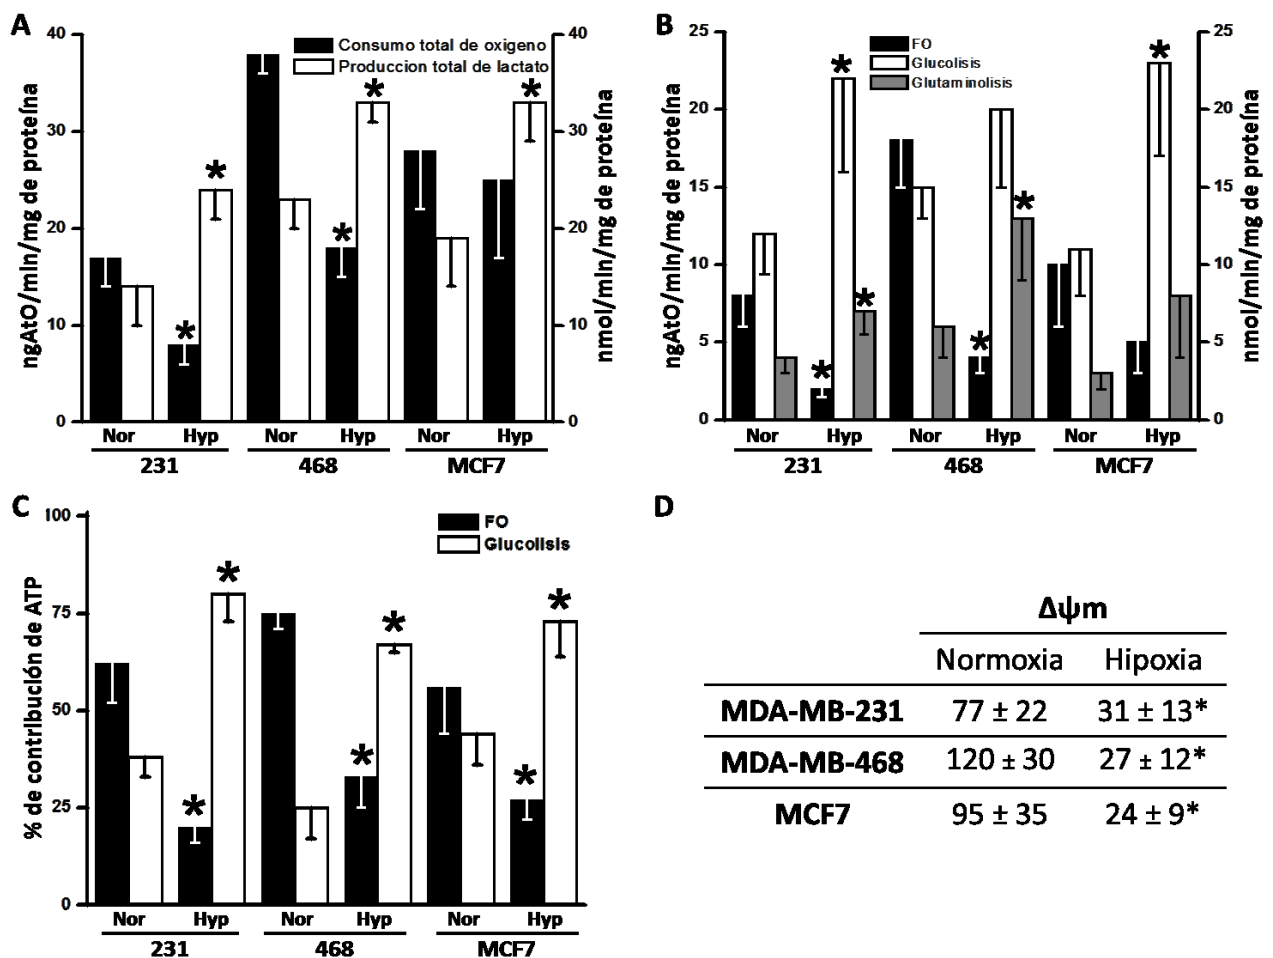 A
Consumo total de oxigeno
Produccion total de lactato
ngAtO/min/mg de proteína
nmol/min/mg de proteína
40
30
20
10
0
40
30
20
10
0
* * * * *
Nor Hyp Nor Hyp Nor Hyp
231 468 MCF7
B
FO
Glucolisis
Glutaminolisis
ngAtO/min/mg de proteína
nmol/min/mg de proteína
25
20
15
10
5
0
25
20
15
10
5
0
* * * * * *
Nor Hyp Nor Hyp Nor Hyp
231 468 MCF7
C
FO
Glucolisis
% de contribución de ATP
100
75
50
25
0
* * * * * *
Nor Hyp Nor Hyp Nor Hyp
231 468 MCF7
D
Δψm
Normoxia Hipoxia
MDA-MB-231 77 ± 22 31 ± 13*
MDA-MB-468 120 ± 30 27 ± 12*
MCF7 95 ± 35 24 ± 9*